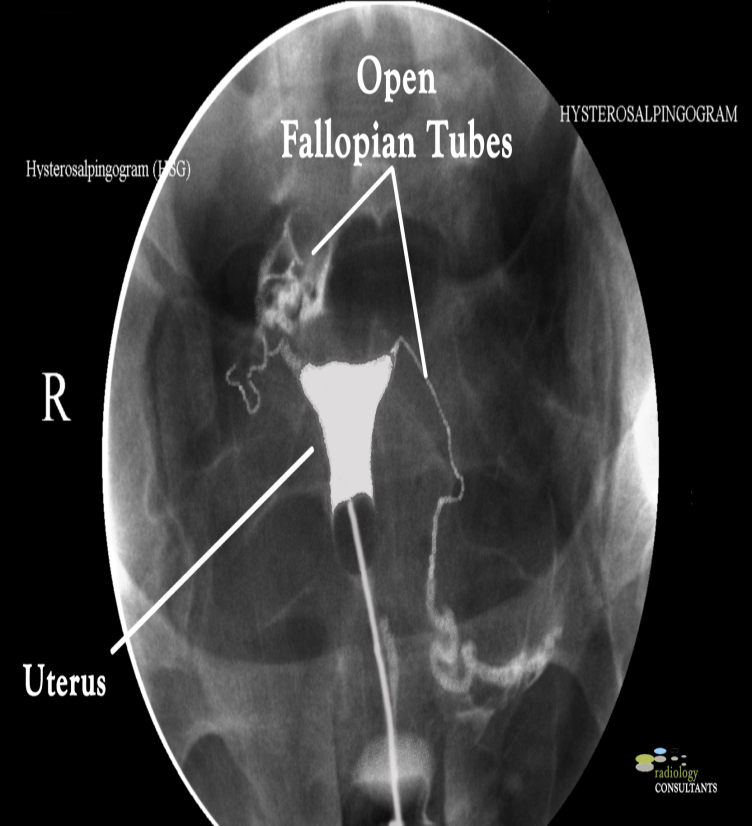 Open
Fallopian Tubes
HYSTEROSALPINGOGRAM
Hysterosalpingogram (HSG)
R
Uterus
radiology
CONSULTANTS